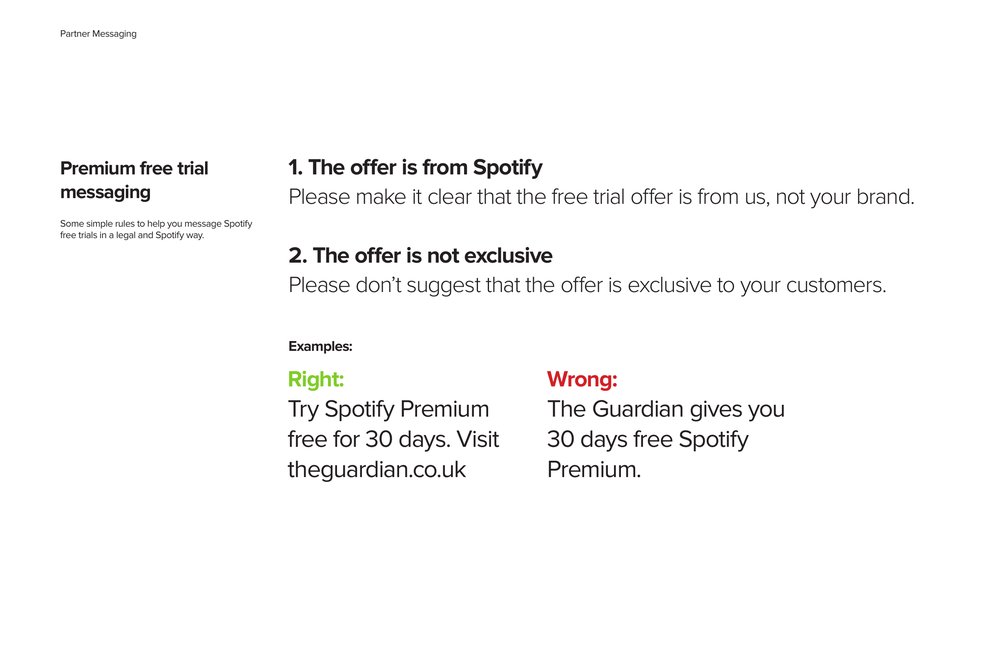 Partner Messaging
Premium free trial
messaging
Some simple rules to help you message Spotify
free trials in a legal and Spotify way.
1. The offer is from Spotify
Please make it clear that the free trial offer is from us, not your brand.
2. The offer is not exclusive
Please don’t suggest that the offer is exclusive to your customers.
Examples:
Right:
Try Spotify Premium
free for 30 days. Visit
theguardian.co.uk
Wrong:
The Guardian gives you
30 days free Spotify
Premium.